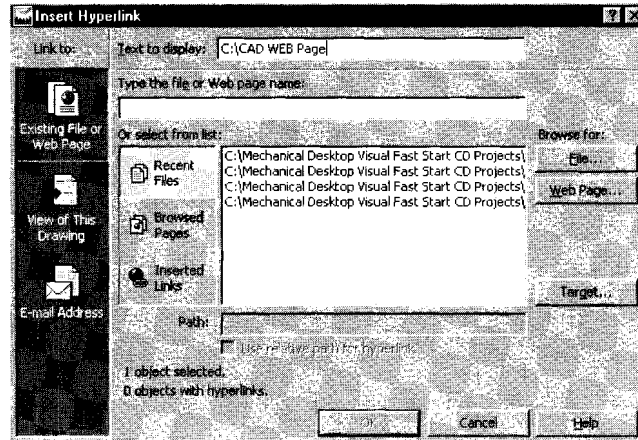 Insert Hyperlink
Link to:
Text to display: C:\CAD WEB Page
Type the file or Web page name:
Existing File or
Web Page
Or select from list:
Browse for:
Recent
Files
C:\Mechanical Desktop Visual Fast Start CD Projects\
C:\Mechanical Desktop Visual Fast Start CD Projects\
C:\Mechanical Desktop Visual Fast Start CD Projects\
C:\Mechanical Desktop Visual Fast Start CD Projects\
File...
Web Page...
View of This
Drawing
Browsed
Pages
Inserted
Links
Target...
E-mail Address
Path:
Use relative path for hyperlink
1 object selected.
0 objects with hyperlinks.
OK
Cancel
Help